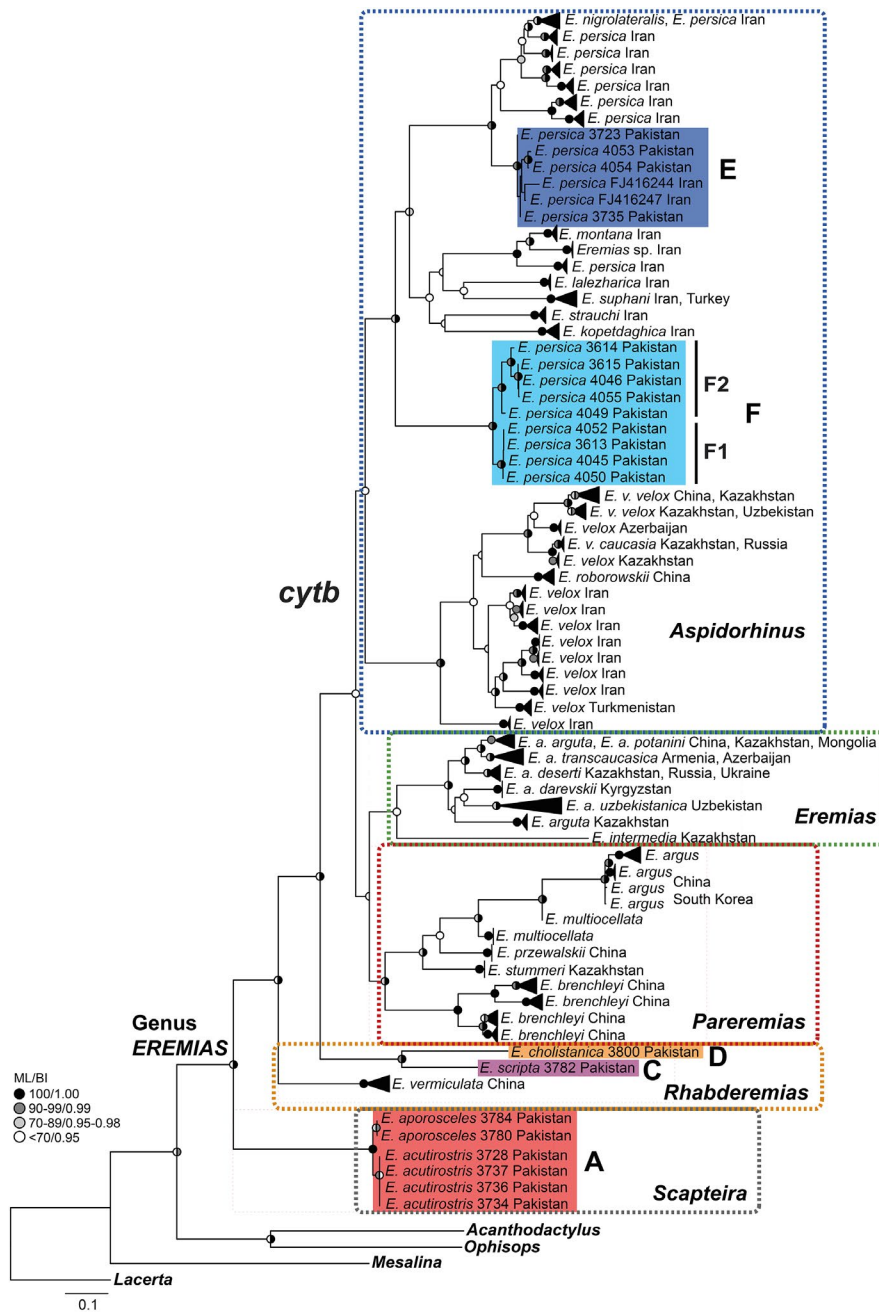 E. nigrolateralis, E. persica Iran
E. persica Iran
E. persica Iran
E. persica Iran
E. persica Iran
E. persica Iran
E. persica Iran
E. persica 3723 Pakistan
E. persica 4053 Pakistan
E. persica 4054 Pakistan
E
E. persica FJ416244 Iran
E. persica FJ416247 Iran
E. persica 3735 Pakistan
E. montana Iran
Eremias sp. Iran
E. persica Iran
E. lalezharica Iran
E. suphani Iran, Turkey
E. strauchi Iran
E. kopetdaghica Iran
E. persica 3614 Pakistan
E. persica 3615 Pakistan
E. persica 4046 Pakistan
F2
E. persica 4055 Pakistan
E. persica 4049 Pakistan
F
E. persica 4052 Pakistan
E. persica 3613 Pakistan
F1
E. persica 4045 Pakistan
E. persica 4050 Pakistan
E. v. velox China, Kazakhstan
E. v. velox Kazakhstan, Uzbekistan
E. velox Azerbaijan
E. v. caucasia Kazakhstan, Russia
E. velox Kazakhstan
E. roborowskii China
cytb
E. velox Iran
E. velox Iran
E. velox Iran
Aspidorhinus
E. velox Iran
E. velox Iran
E. velox Iran
E. velox Iran
E. velox Turkmenistan
E. velox Iran
E. a. arguta, E. a. potanini China, Kazakhstan, Mongolia
E. a. transcaucasica Armenia, Azerbaijan
E. a. deserti Kazakhstan, Russia, Ukraine
E. a. darevskii Kyrgyzstan
E. a. uzbekistanica Uzbekistan
Eremias
E. arguta Kazakhstan
E. intermedia Kazakhstan
E. argus
E. argus
E. argus China
E. argus South Korea
E. multiocellata
E. multiocellata
E. przewalskii China
E. stummeri Kazakhstan
E. brenchleyi China
E. brenchleyi China
E. brenchleyi China
Pareremias
E. brenchleyi China
Genus
EREMIAS
E. cholistanica 3800 Pakistan
D
E. scripta 3782 Pakistan
C
E. vermiculata China
Rhabderemias
ML/BI
100/1.00
90-99/0.99
70-89/0.95-0.98
<70/0.95
E. aporosceles 3784 Pakistan
E. aporosceles 3780 Pakistan
E. acutirostris 3728 Pakistan
A
E. acutirostris 3737 Pakistan
E. acutirostris 3736 Pakistan
E. acutirostris 3734 Pakistan
Scapteira
Acanthodactylus
Ophisops
Mesalina
Lacerta
0.1